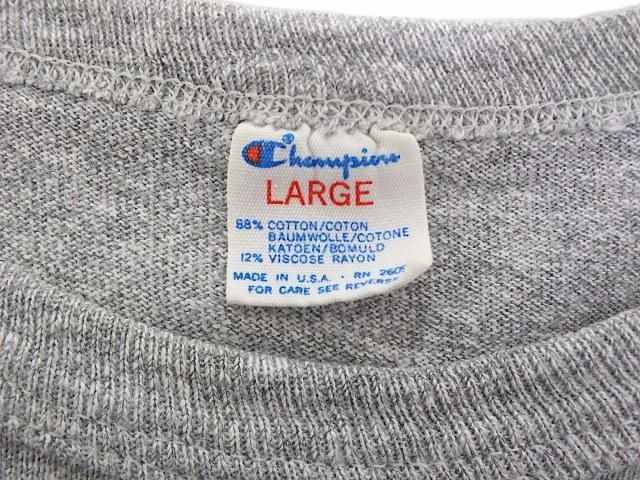 Champion
LARGE
88% COTTON/COTON
BAUMWOLLE/COTONE
KATOEN/BOMULD
12% VISCOSE RAYON
MADE IN U.S.A. · RN 2609
FOR CARE SEE REVERSE